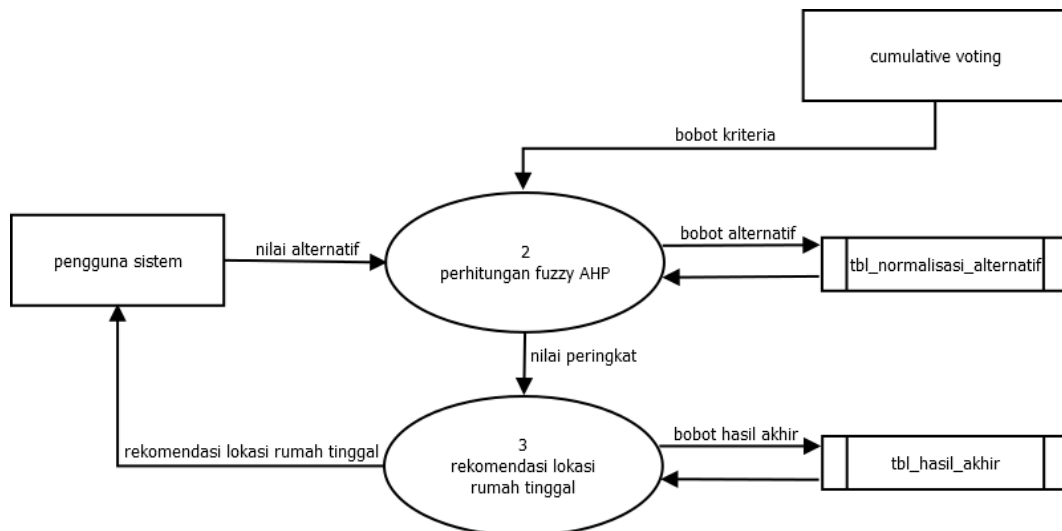 cumulative voting
bobot kriteria
pengguna sistem
nilai alternatif
2
perhitungan fuzzy AHP
bobot alternatif
tbl_normalisasi_alternatif
nilai peringkat
rekomendasi lokasi rumah tinggal
3
rekomendasi lokasi
rumah tinggal
bobot hasil akhir
tbl_hasil_akhir